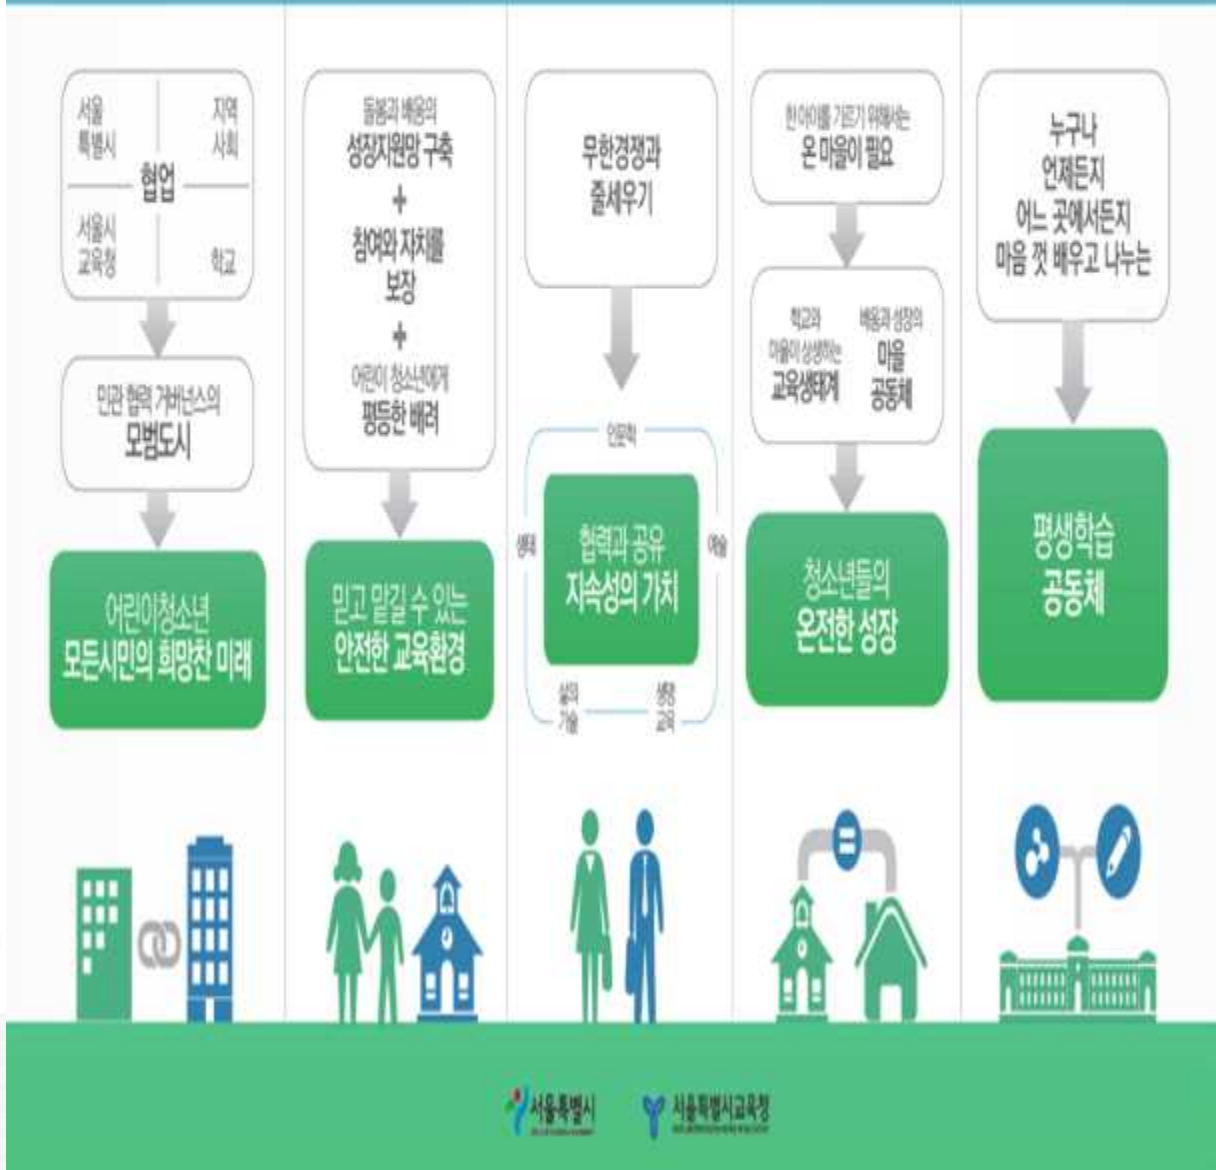 서울
특별시
지역
사회
협업
서울시
교육청
학교
민관 협력 거버넌스의
모범도시
어린이청소년
모든시민의 희망찬 미래
돌봄과 배움의
성장지원망 구축
+
참여와 자치를
보장
+
어린이 청소년에게
평등한 배려
믿고 맡길 수 있는
안전한 교육환경
무한경쟁과
줄세우기
인문학
생태
협력과 공유
지속성의 가치
예술
삶의
기술
한 아이를 기르기 위해서는
온 마을이 필요
학교와
마을이 상생하는
교육생태계
배움과 성장의
마을
공동체
청소년들의
온전한 성장
누구나
언제든지
어느 곳에서든지
마음 껏 배우고 나누는
평생학습
공동체
서울특별시
서울특별시교육청